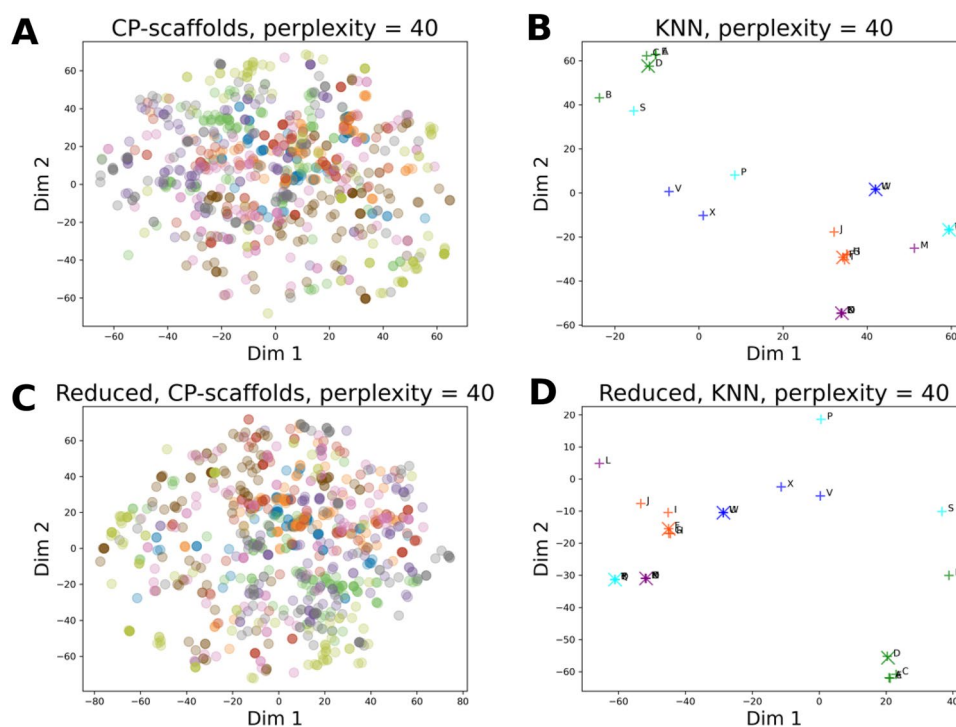 A
CP-scaffolds, perplexity = 40
60
40
20
0
−20
−40
−60
Dim 2
−60
−40
−20
0
20
40
60
Dim 1
B
KNN, perplexity = 40
60
40
20
0
−20
−40
−60
Dim 2
−20
0
20
40
60
Dim 1
D
B
S
P
V
X
W
J
M
C
Reduced, CP-scaffolds, perplexity = 40
60
40
20
0
−20
−40
−60
Dim 2
−80
−60
−40
−20
0
20
40
60
80
Dim 1
D
Reduced, KNN, perplexity = 40
20
10
0
−10
−20
−30
−40
−50
−60
Dim 2
−60
−40
−20
0
20
40
Dim 1
P
L
X
V
J
I
W
S
D
C